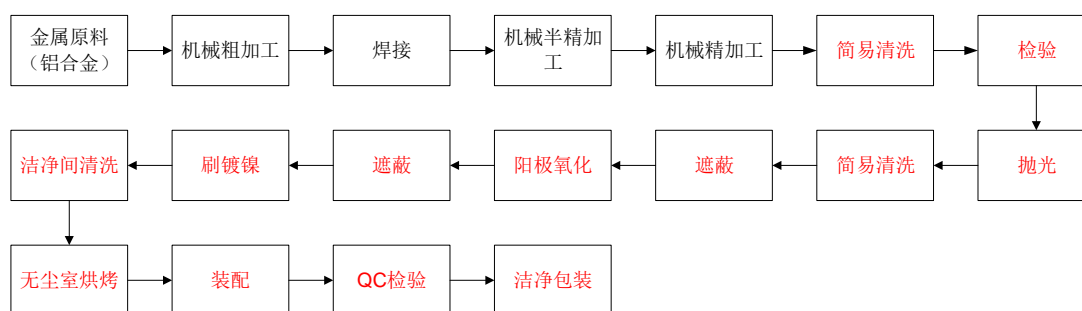 金属原料
（铝合金）
机械粗加工
焊接
机械半精加
工
机械精加工
简易清洗
检验
洁净间清洗
刷镀镍
遮蔽
阳极氧化
遮蔽
简易清洗
抛光
无尘室烘烤
装配
QC检验
洁净包装